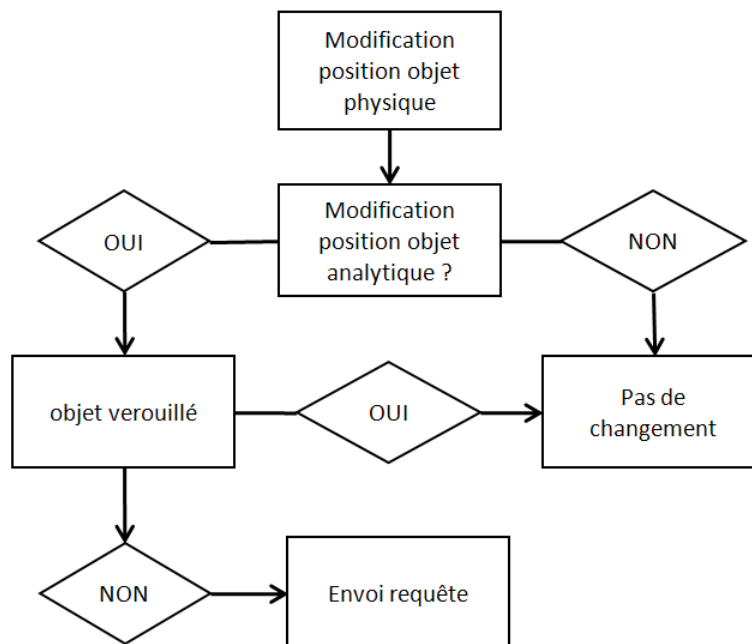 Modification
position objet
physique
OUI
Modification
position objet
analytique ?
NON
objet verouillé
OUI
Pas de
changement
NON
Envoi requête